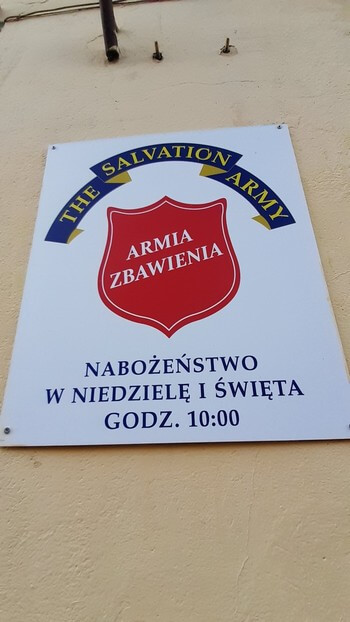 THE SALVATION ARMY
ARMIA
ZBAWIENIA
NABOŻEŃSTWO
W NIEDZIELĘ I ŚWIĘTA
GODZ. 10:00